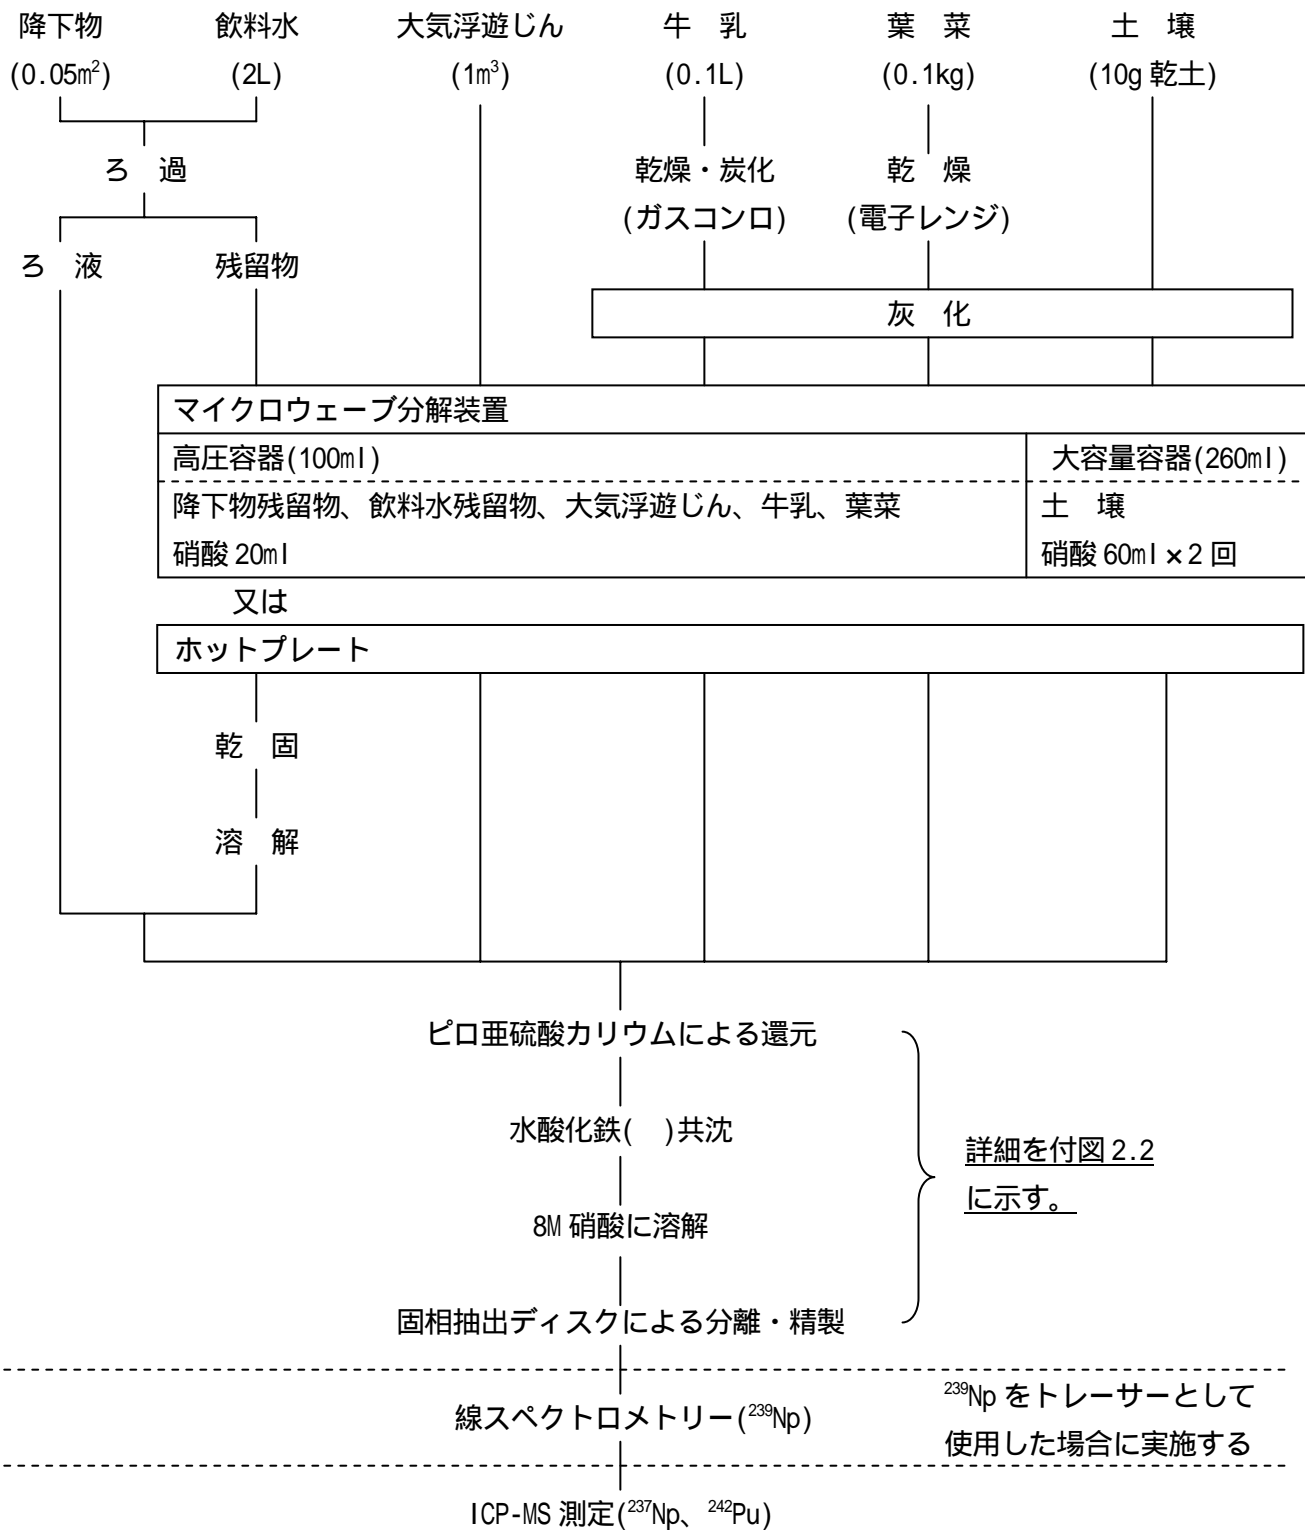 降下物 飲料水 大気浮遊じん 牛 乳 葉 菜 土 壌
(0.05m²) (2L) (1m³) (0.1L) (0.1kg) (10g 乾土)
ろ 過 乾燥・炭化 乾 燥
(ガスコンロ) (電子レンジ)
ろ 液 残留物
灰 化
マイクロウェーブ分解装置
高圧容器(100ml) 大容量容器(260ml)
降下物残留物、飲料水残留物、大気浮遊じん、牛乳、葉菜 土 壌
硝酸 20ml 硝酸 60ml×2 回
又は
ホットプレート
乾 固
溶 解
ピロ亜硫酸カリウムによる還元
水酸化鉄( )共沈
詳細を付図 2.2
に示す。
8M 硝酸に溶解
固相抽出ディスクによる分離・精製
線スペクトロメトリー(²³⁹Np)
²³⁹Np をトレーサーとして
使用した場合に実施する
ICP-MS 測定(²³⁷Np、²⁴²Pu)